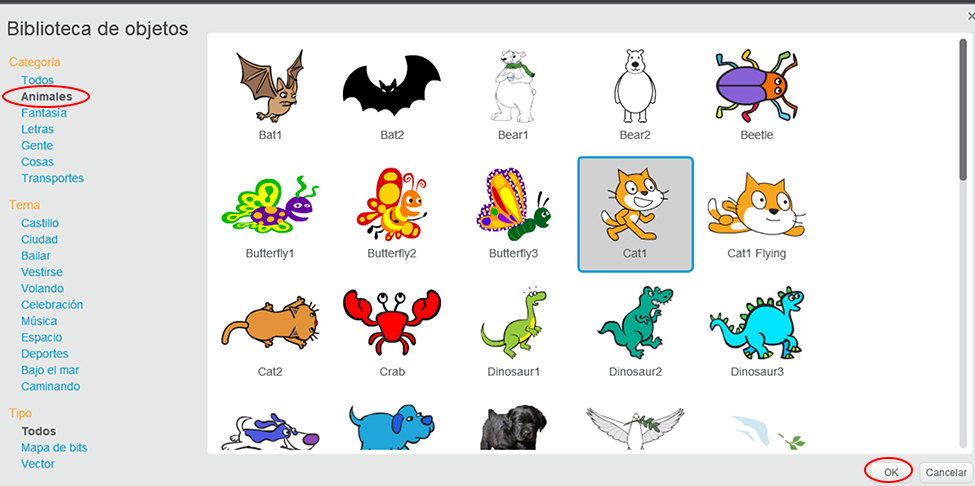 Biblioteca de objetos
Categoría
Todos
Animales
Fantasía
Letras
Gente
Cosas
Transportes
Tema
Castillo
Ciudad
Bailar
Vestirse
Volando
Celebración
Música
Espacio
Deportes
Bajo el mar
Caminando
Tipo
Todos
Mapa de bits
Vector
Bat1 Bat2 Bear1 Bear2 Beetle
Butterfly1 Butterfly2 Butterfly3 Cat1 Cat1 Flying
Cat2 Crab Dinosaur1 Dinosaur2 Dinosaur3
OK Cancelar